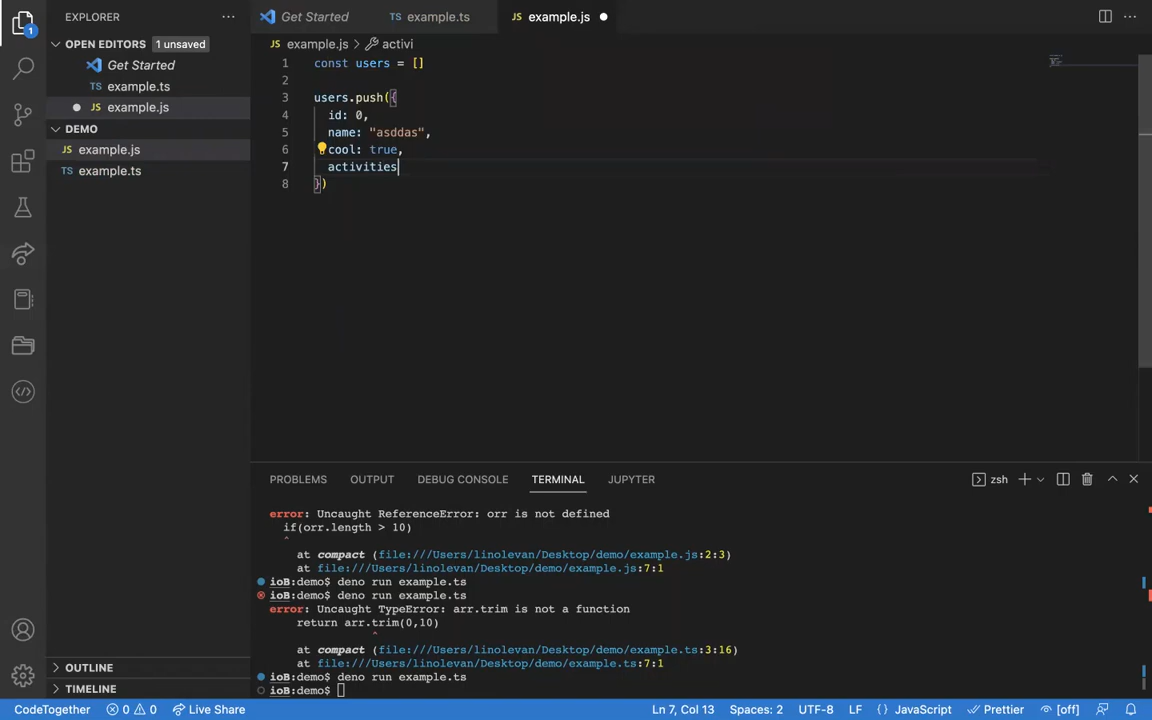 EXPLORER
Get Started
TS example.ts
JS example.js
OPEN EDITORS 1 unsaved
Get Started
TS example.ts
JS example.js
DEMO
JS example.js
TS example.ts
1
JS example.js > activi
1 const users = []
2
3 users.push({
4 id: 0,
5 name: "asddas",
6 cool: true,
7 activities
8 })
PROBLEMS OUTPUT DEBUG CONSOLE TERMINAL JUPYTER
zsh
error: Uncaught ReferenceError: orr is not defined
if(orr.length > 10)
^
at compact (file:///Users/linolevan/Desktop/demo/example.js:2:3)
at file:///Users/linolevan/Desktop/demo/example.js:7:1
ioB:demo$ deno run example.ts
ioB:demo$ deno run example.ts
error: Uncaught TypeError: arr.trim is not a function
return arr.trim(0,10)
^
at compact (file:///Users/linolevan/Desktop/demo/example.ts:3:16)
at file:///Users/linolevan/Desktop/demo/example.ts:7:1
ioB:demo$ deno run example.ts
ioB:demo$
OUTLINE
TIMELINE
CodeTogether 0 0 Live Share Ln 7, Col 13 Spaces: 2 UTF-8 LF {} JavaScript Prettier [off]